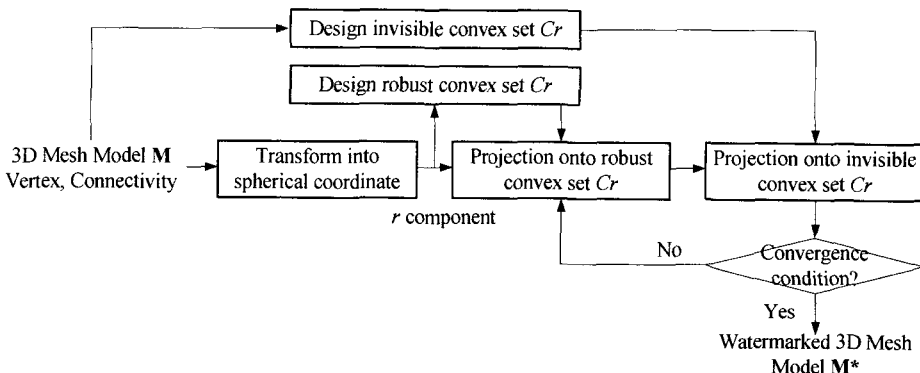 Design invisible convex set Cr
Design robust convex set Cr
3D Mesh Model M
Vertex, Connectivity
Transform into
spherical coordinate
r component
Projection onto robust
convex set Cr
Projection onto invisible
convex set Cr
No
Convergence
condition?
Yes
Watermarked 3D Mesh
Model M*